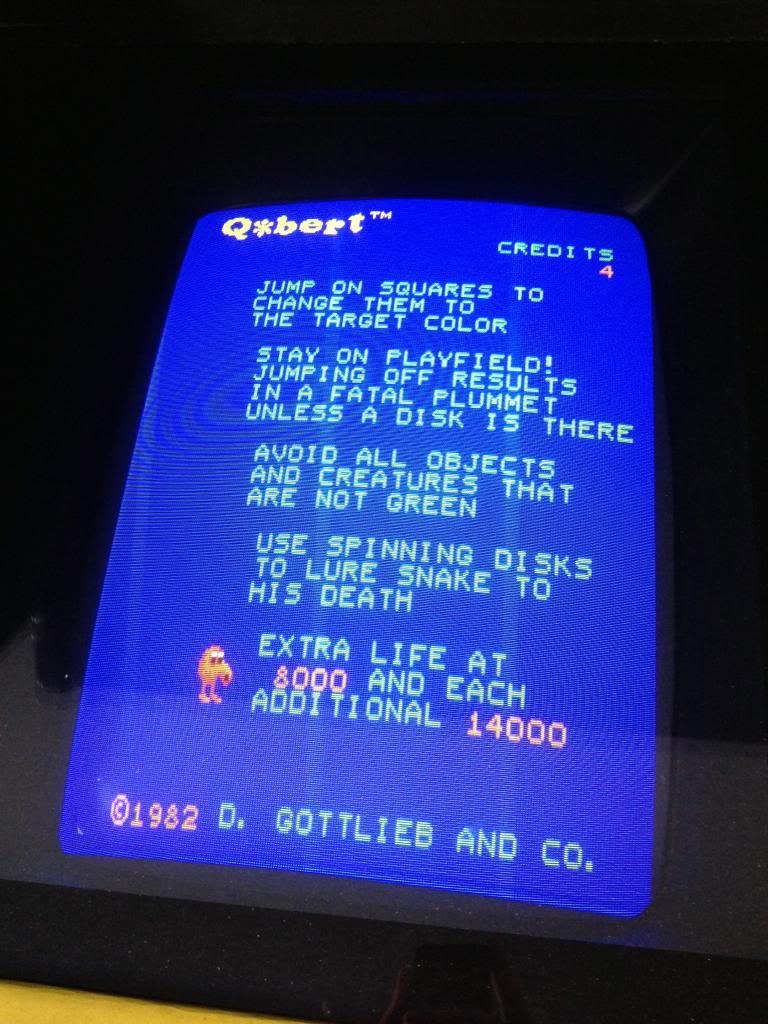 Q*bert™
CREDITS
4
JUMP ON SQUARES TO
CHANGE THEM TO
THE TARGET COLOR
STAY ON PLAYFIELD!
JUMPING OFF RESULTS
IN A FATAL PLUMMET
UNLESS A DISK IS THERE
AVOID ALL OBJECTS
AND CREATURES THAT
ARE NOT GREEN
USE SPINNING DISKS
TO LURE SNAKE TO
HIS DEATH
EXTRA LIFE AT
8000 AND EACH
ADDITIONAL 14000
©1982 D. GOTTLIEB AND CO.